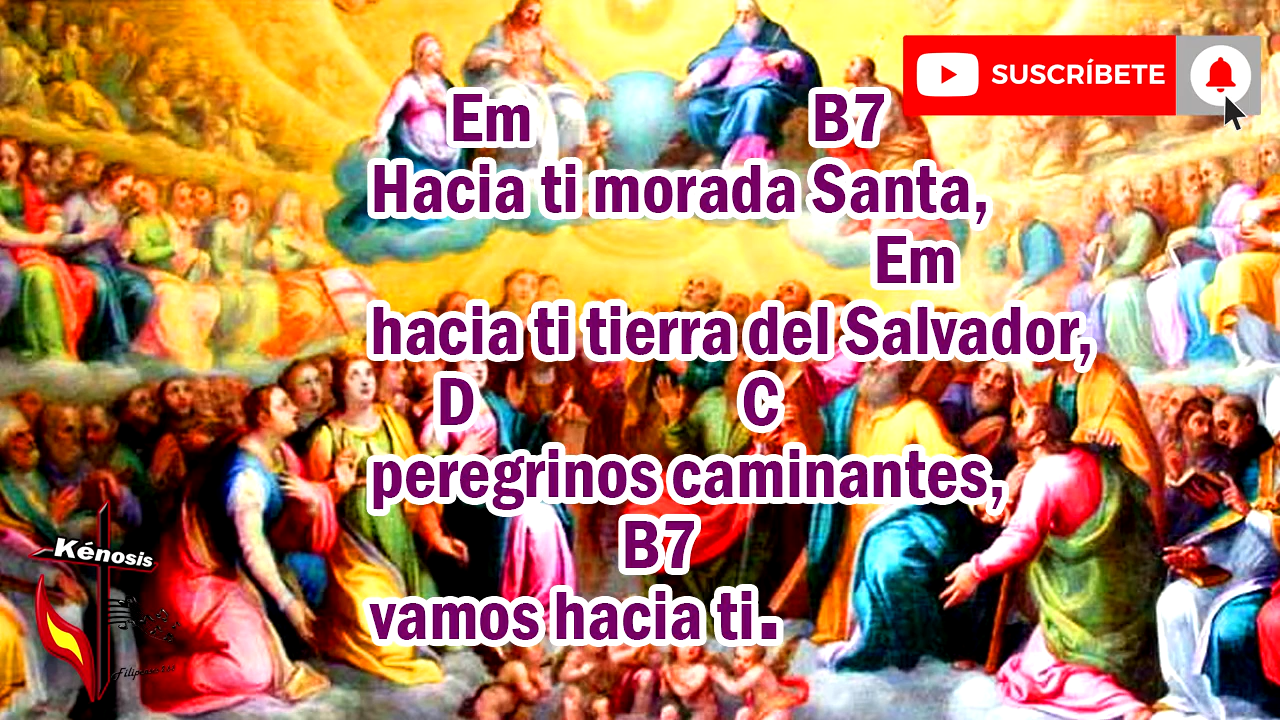 SUSCRÍBETE
Em B7
Hacia ti morada Santa,
Em
hacia ti tierra del Salvador,
D C
peregrinos caminantes,
B7
vamos hacia ti.
Kénosis